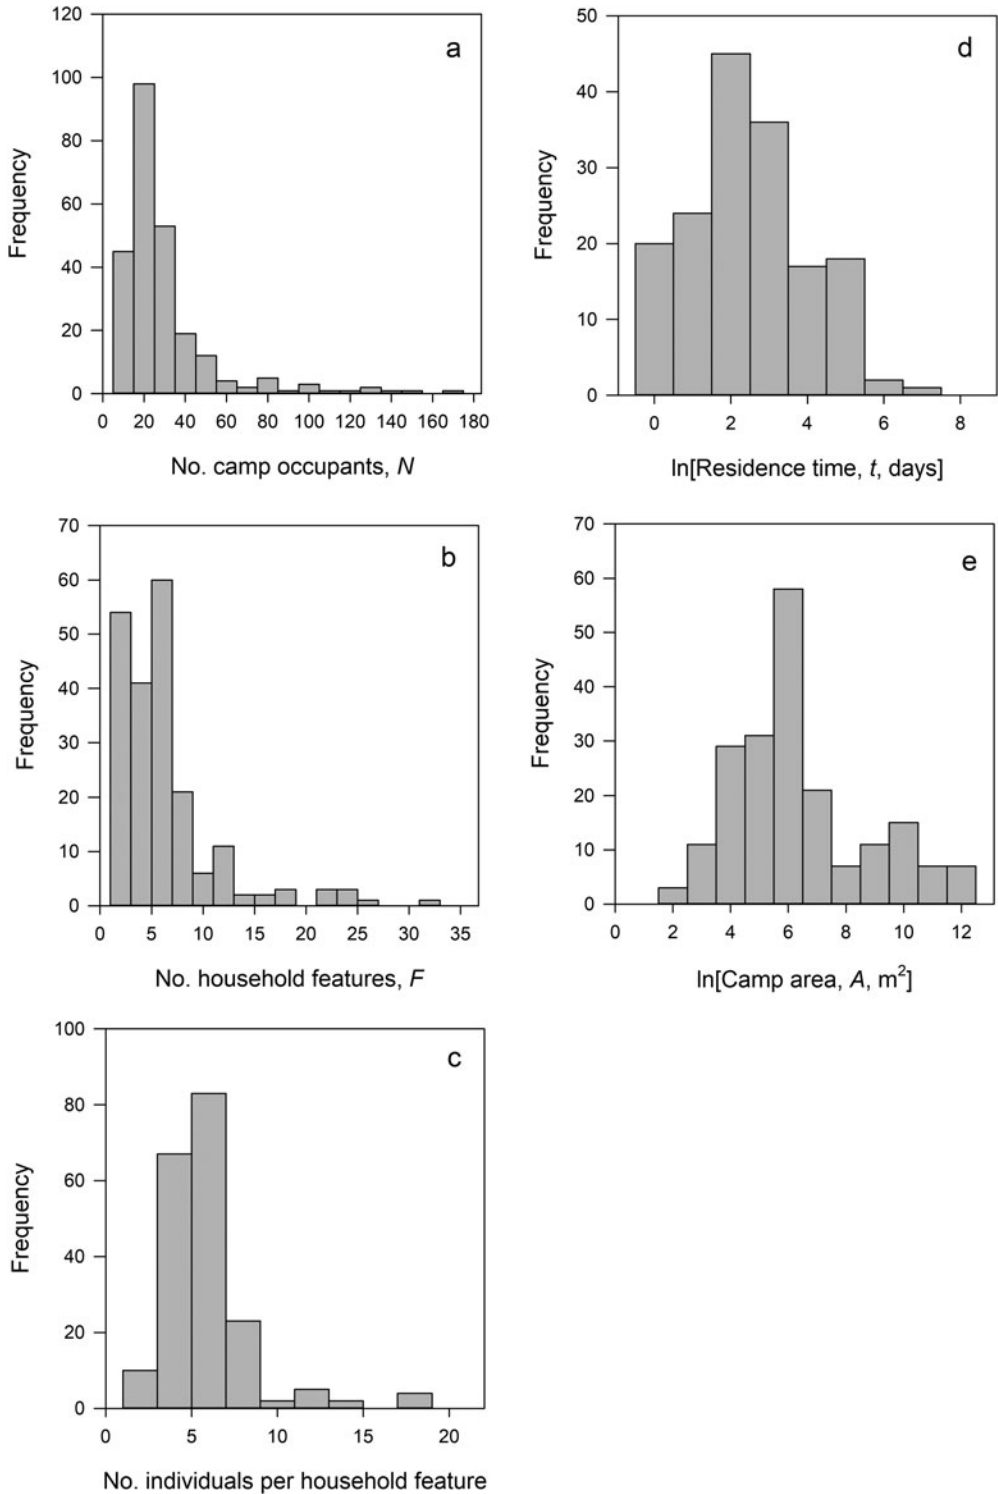 a
Frequency
120
100
80
60
40
20
0
0 20 40 60 80 100 120 140 160 180
No. camp occupants, N
d
Frequency
50
40
30
20
10
0
0 2 4 6 8
ln[Residence time, t, days]
b
Frequency
70
60
50
40
30
20
10
0
0 5 10 15 20 25 30 35
No. household features, F
e
Frequency
70
60
50
40
30
20
10
0
0 2 4 6 8 10 12
ln[Camp area, A, m²]
c
Frequency
100
80
60
40
20
0
0 5 10 15 20
No. individuals per household feature